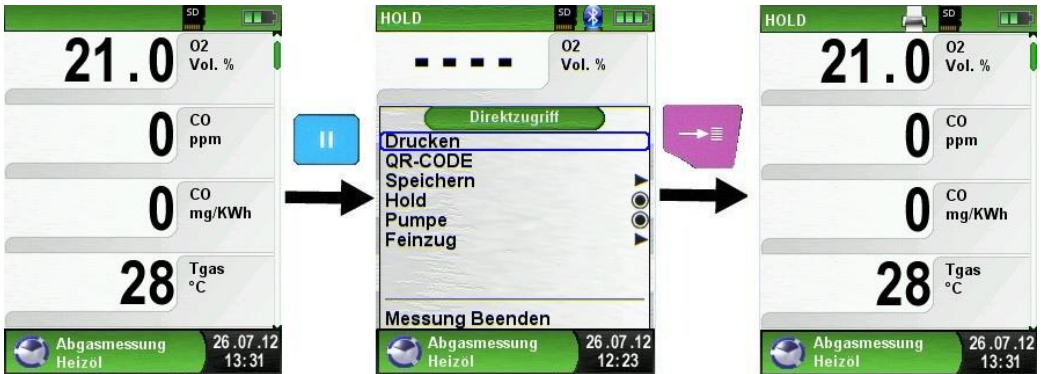 SD
21.0
O2
Vol. %
0
CO
ppm
0
CO
mg/KWh
28
Tgas
°C
Abgasmessung
Heizöl
26.07.12
13:31
HOLD
SD
- - - -
O2
Vol. %
Direktzugriff
Drucken
QR-CODE
Speichern
Hold
Pumpe
Feinzug
Messung Beenden
Abgasmessung
Heizöl
26.07.12
12:23
HOLD
SD
21.0
O2
Vol. %
0
CO
ppm
0
CO
mg/KWh
28
Tgas
°C
Abgasmessung
Heizöl
26.07.12
13:31